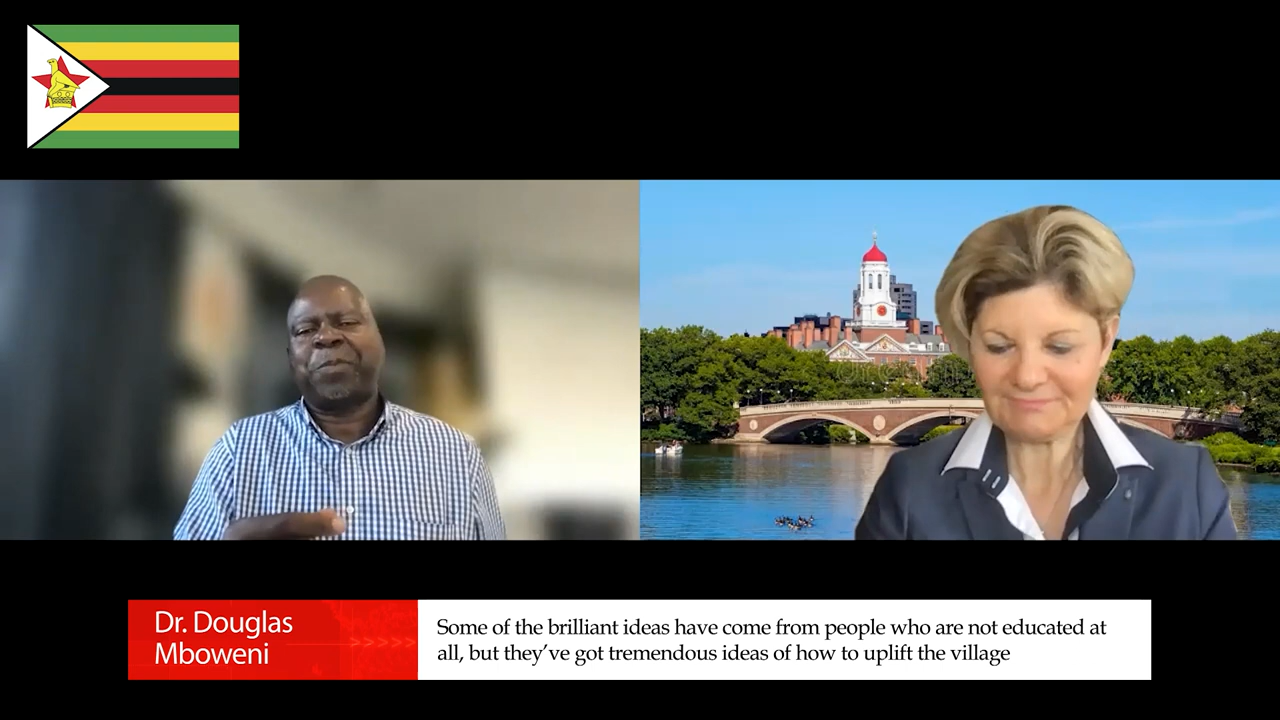 Dr. Douglas
Mboweni
Some of the brilliant ideas have come from people who are not educated at
all, but they’ve got tremendous ideas of how to uplift the village